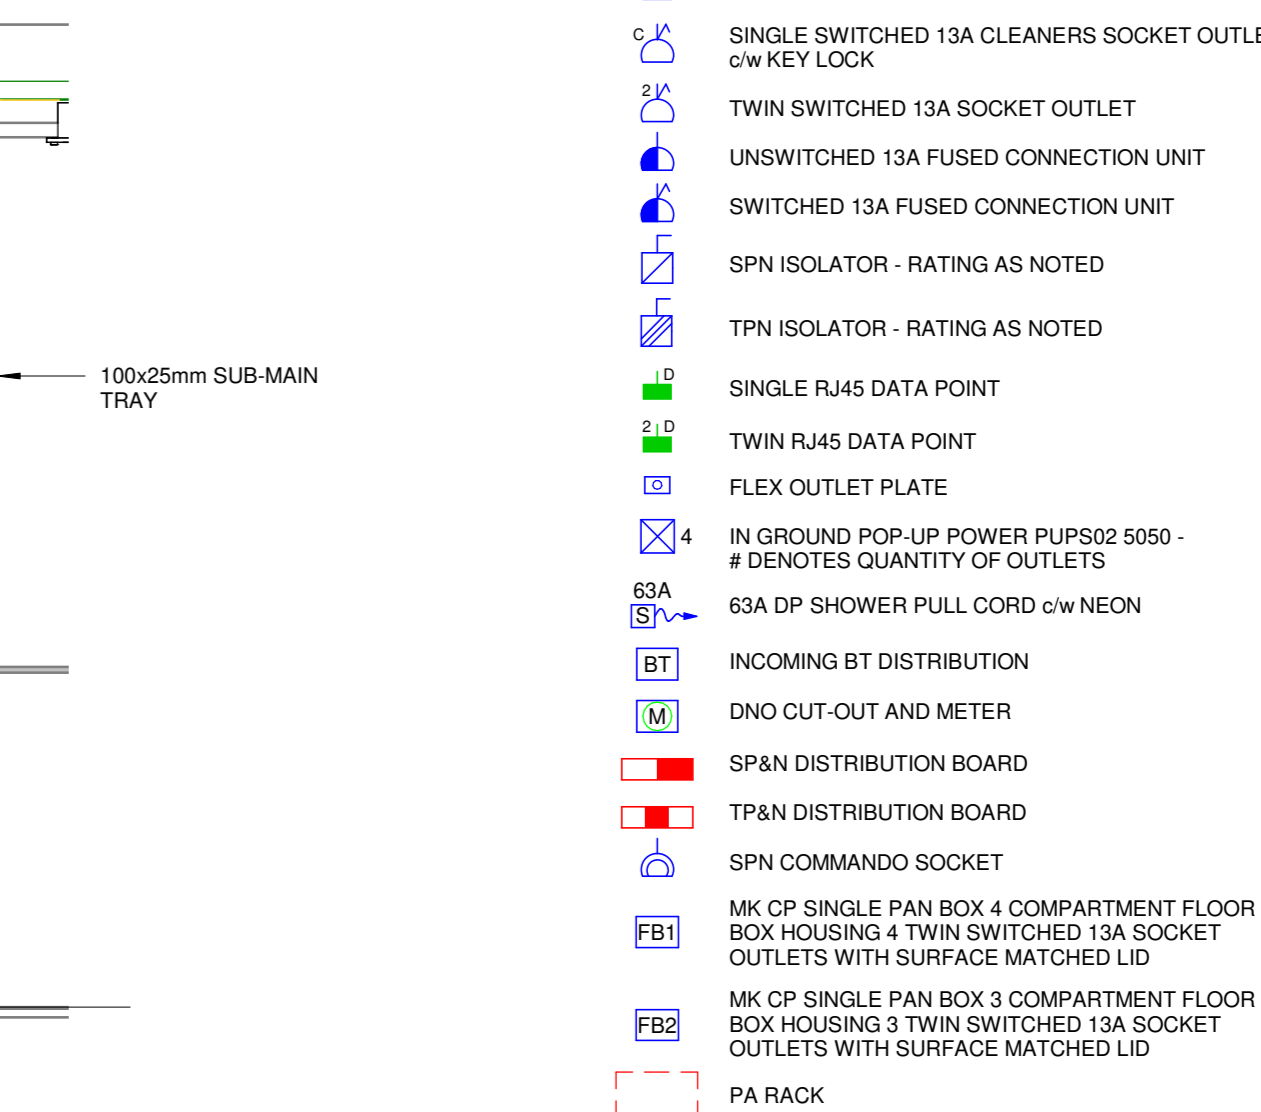 C
SINGLE SWITCHED 13A CLEANERS SOCKET
c/w KEY LOCK
2
TWIN SWITCHED 13A SOCKET OUTLET
UNSWITCHED 13A FUSED CONNECTION UNIT
SWITCHED 13A FUSED CONNECTION UNIT
SPN ISOLATOR - RATING AS NOTED
TPN ISOLATOR - RATING AS NOTED
100x25mm SUB-MAIN
TRAY
D
SINGLE RJ45 DATA POINT
2 D
TWIN RJ45 DATA POINT
FLEX OUTLET PLATE
4
IN GROUND POP-UP POWER PUPS02 5050 -
# DENOTES QUANTITY OF OUTLETS
63A
S
63A DP SHOWER PULL CORD c/w NEON
BT
INCOMING BT DISTRIBUTION
M
DNO CUT-OUT AND METER
SP&N DISTRIBUTION BOARD
TP&N DISTRIBUTION BOARD
SPN COMMANDO SOCKET
FB1
MK CP SINGLE PAN BOX 4 COMPARTMENT FLOOR
BOX HOUSING 4 TWIN SWITCHED 13A SOCKET
OUTLETS WITH SURFACE MATCHED LID
FB2
MK CP SINGLE PAN BOX 3 COMPARTMENT FLOOR
BOX HOUSING 3 TWIN SWITCHED 13A SOCKET
OUTLETS WITH SURFACE MATCHED LID
PA RACK